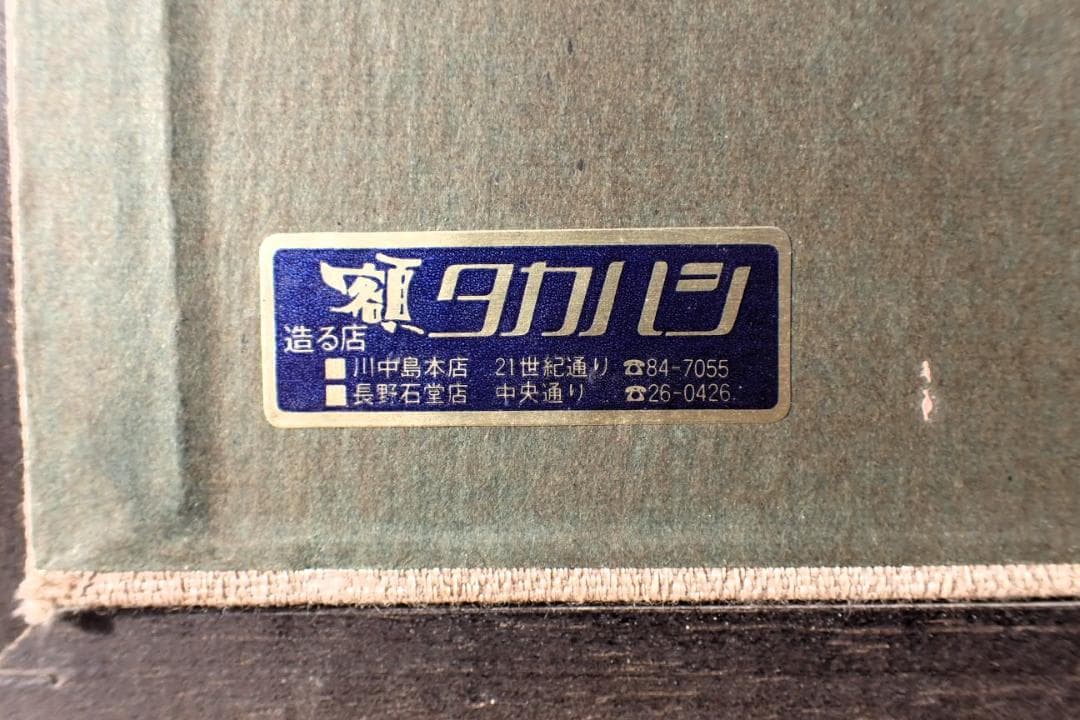 額 タカハシ
造る店
■川中島本店 21世紀通り ☎84-7055
■長野石堂店 中央通り ☎26-0426